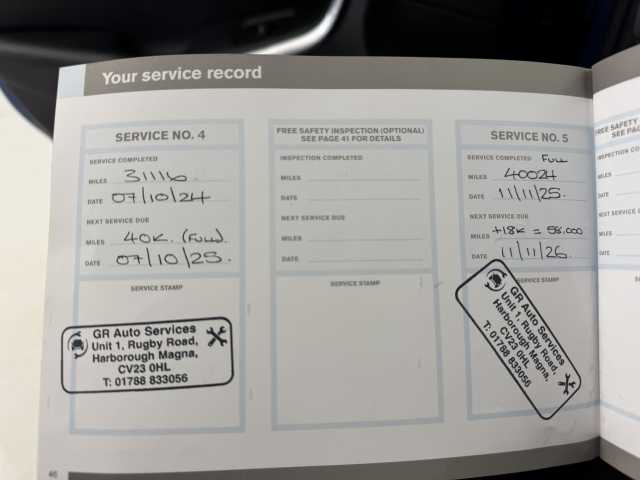 Your service record
SERVICE NO. 4
SERVICE COMPLETED
MILES 31116
DATE 07/10/24
NEXT SERVICE DUE
MILES 40K. (FULL).
DATE 07/10/25.
SERVICE STAMP
GR Auto Services
Unit 1, Rugby Road,
Harborough Magna,
CV23 0HL
T: 01788 833056
46
FREE SAFETY INSPECTION (OPTIONAL)
SEE PAGE 41 FOR DETAILS
INSPECTION COMPLETED
MILES
DATE
NEXT SERVICE DUE
MILES
DATE
SERVICE STAMP
SERVICE NO. 5
SERVICE COMPLETED FULL
MILES 40024
DATE 11/11/25.
NEXT SERVICE DUE
MILES +18K = 58,000
DATE 11/11/26.
SERVICE STAMP
GR Auto Services
Unit 1, Rugby Road,
Harborough Magna,
CV23 0HL
T: 01788 833056
FREE SAFETY
SEE PAG
INSPECTION CO
MILES
DATE
NEXT SERVICE D
MILES
DATE